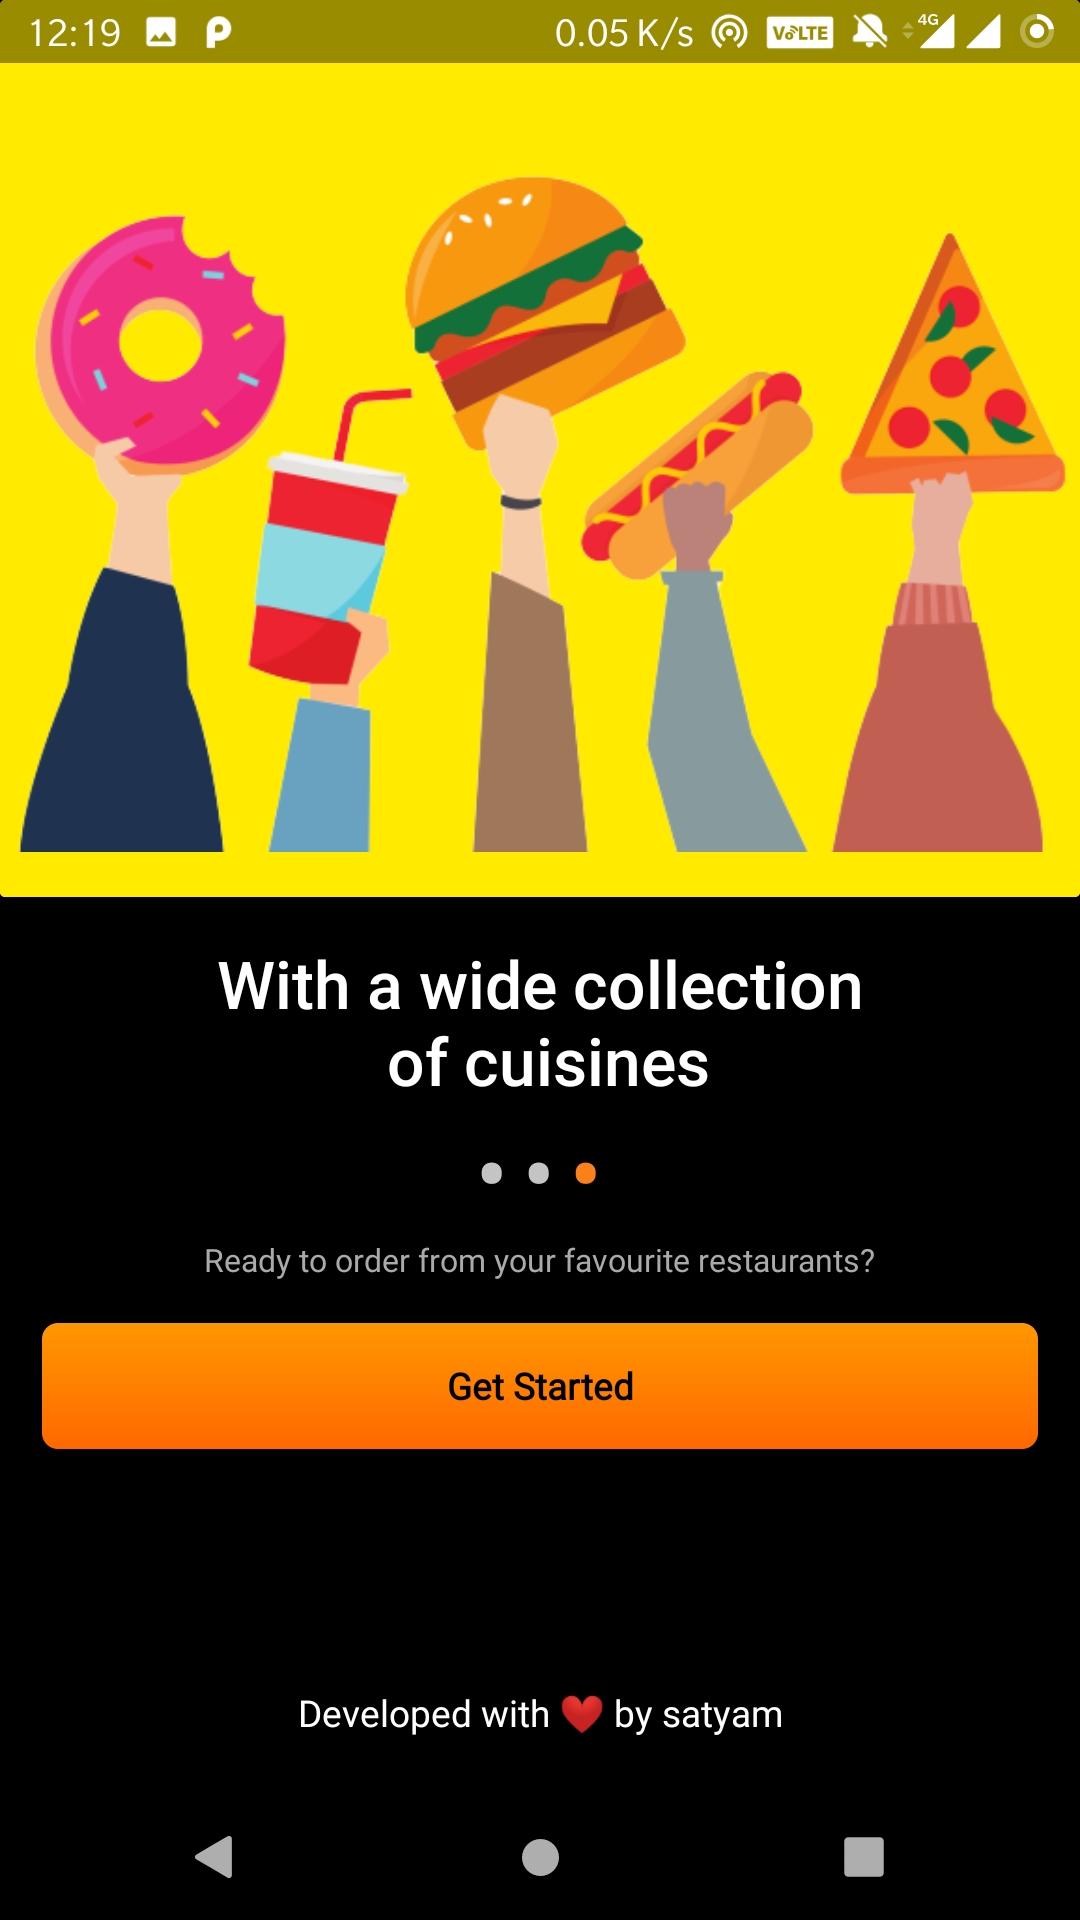 12:19 0.05 K/s VoLTE 4G
With a wide collection
of cuisines
Ready to order from your favourite restaurants?
Get Started
Developed with ❤️ by satyam